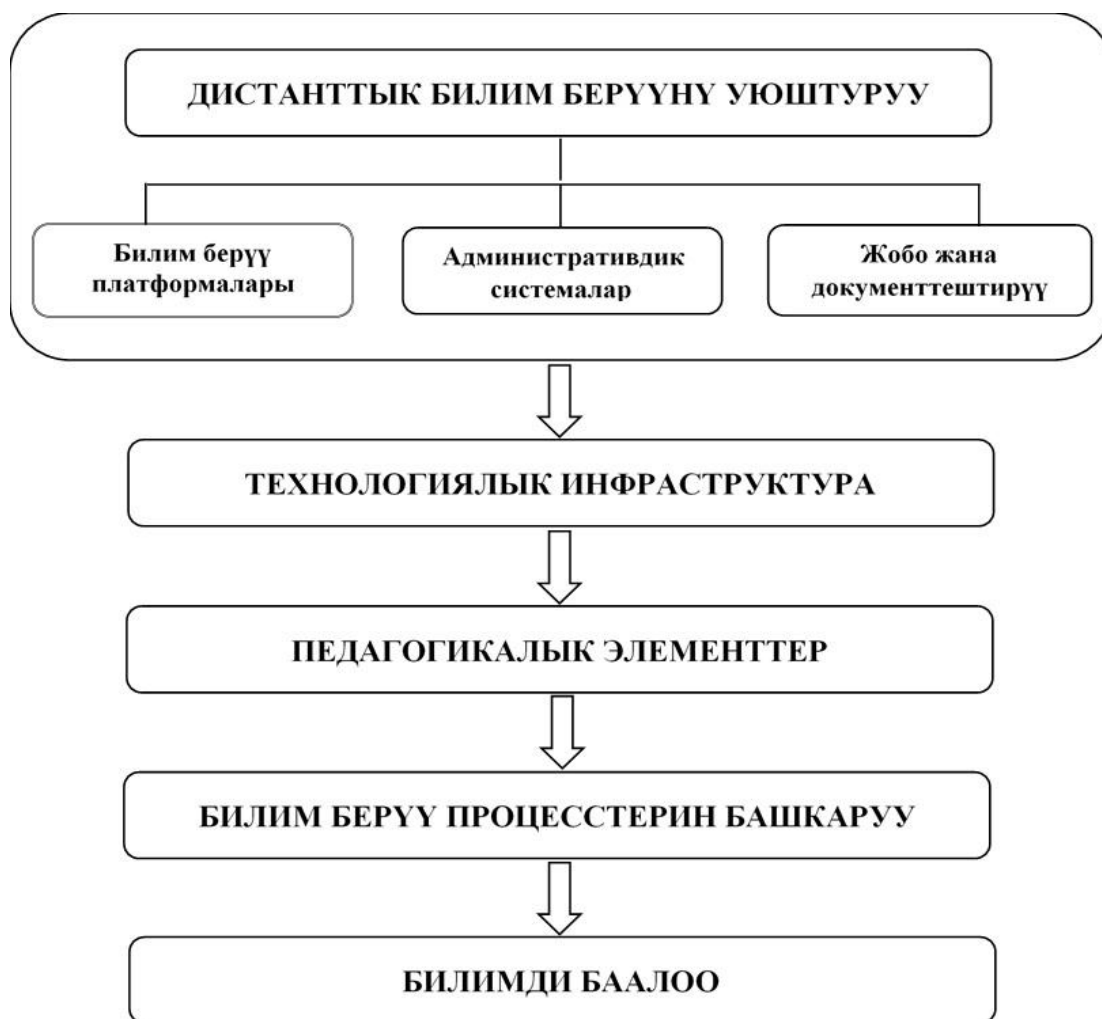 ДИСТАНТТЫК БИЛИМ БЕРҮҮНҮ УЮШТУРУУ
Билим берүү
платформалары
Административдик
системалар
Жобо жана
документтештирүү
ТЕХНОЛОГИЯЛЫК ИНФРАСТРУКТУРА
ПЕДАГОГИКАЛЫК ЭЛЕМЕНТТЕР
БИЛИМ БЕРҮҮ ПРОЦЕССТЕРИН БАШКАРУУ
БИЛИМДИ БААЛОО